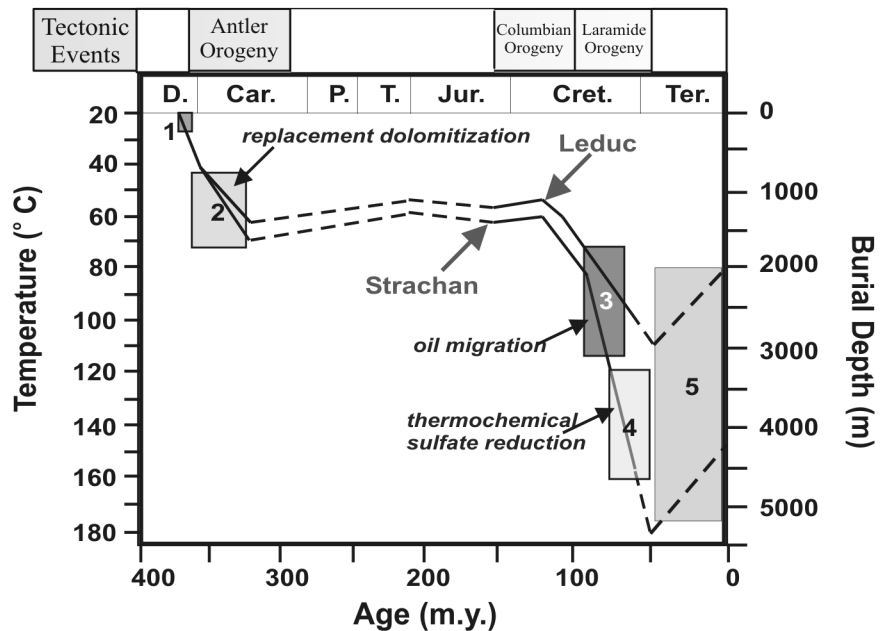 Tectonic
Events
Antler
Orogeny
Columbian
Orogeny
Laramide
Orogeny
D. Car. P. T. Jur. Cret. Ter.
20
40
60
80
100
120
140
160
180
Temperature (° C)
0
1000
2000
3000
4000
5000
Burial Depth (m)
1
replacement dolomitization
Leduc
2
Strachan
3
oil migration
5
thermochemical
sulfate reduction
4
400 300 200 100 0
Age (m.y.)